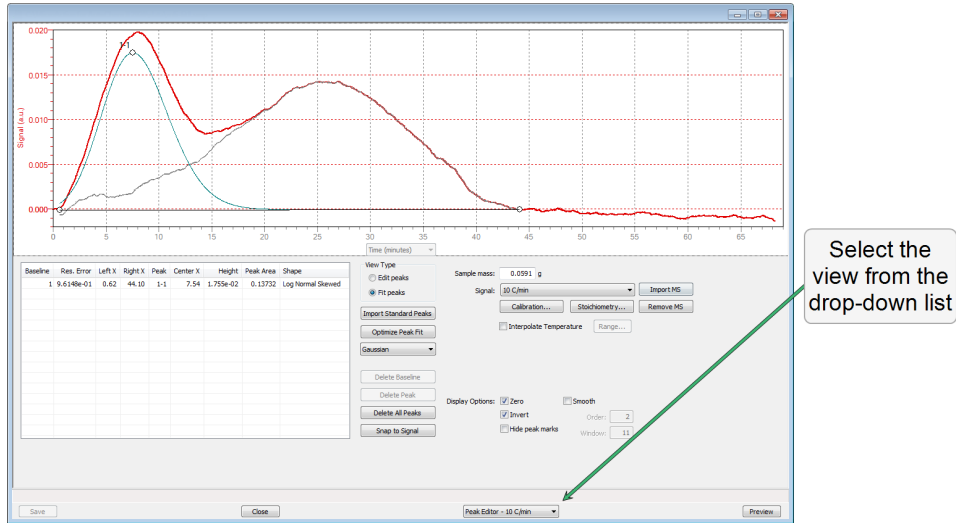 0.020
0.015
0.010
0.005
0.000
Signal (a.u.)
1-1
0 5 10 15 20 25 30 35 40 45 50 55 60 65
Time (minutes)
Baseline Res. Error Left X Right X Peak Center X Height Peak Area Shape
1 9.6148e-01 0.62 44.10 1-1 7.54 1.755e-02 0.13732 Log Normal Skewed
View Type
Edit peaks
Fit peaks
Import Standard Peaks
Optimize Peak Fit
Gaussian
Delete Baseline
Delete Peak
Delete All Peaks
Snap to Signal
Sample mass: 0.0591 g
Signal: 10 C/min Import MS
Calibration... Stoichiometry... Remove MS
Interpolate Temperature Range...
Display Options: Zero Smooth
Invert Order: 2
Hide peak marks Window: 11
Save Close Peak Editor - 10 C/min Preview
Select the
view from the
drop-down list